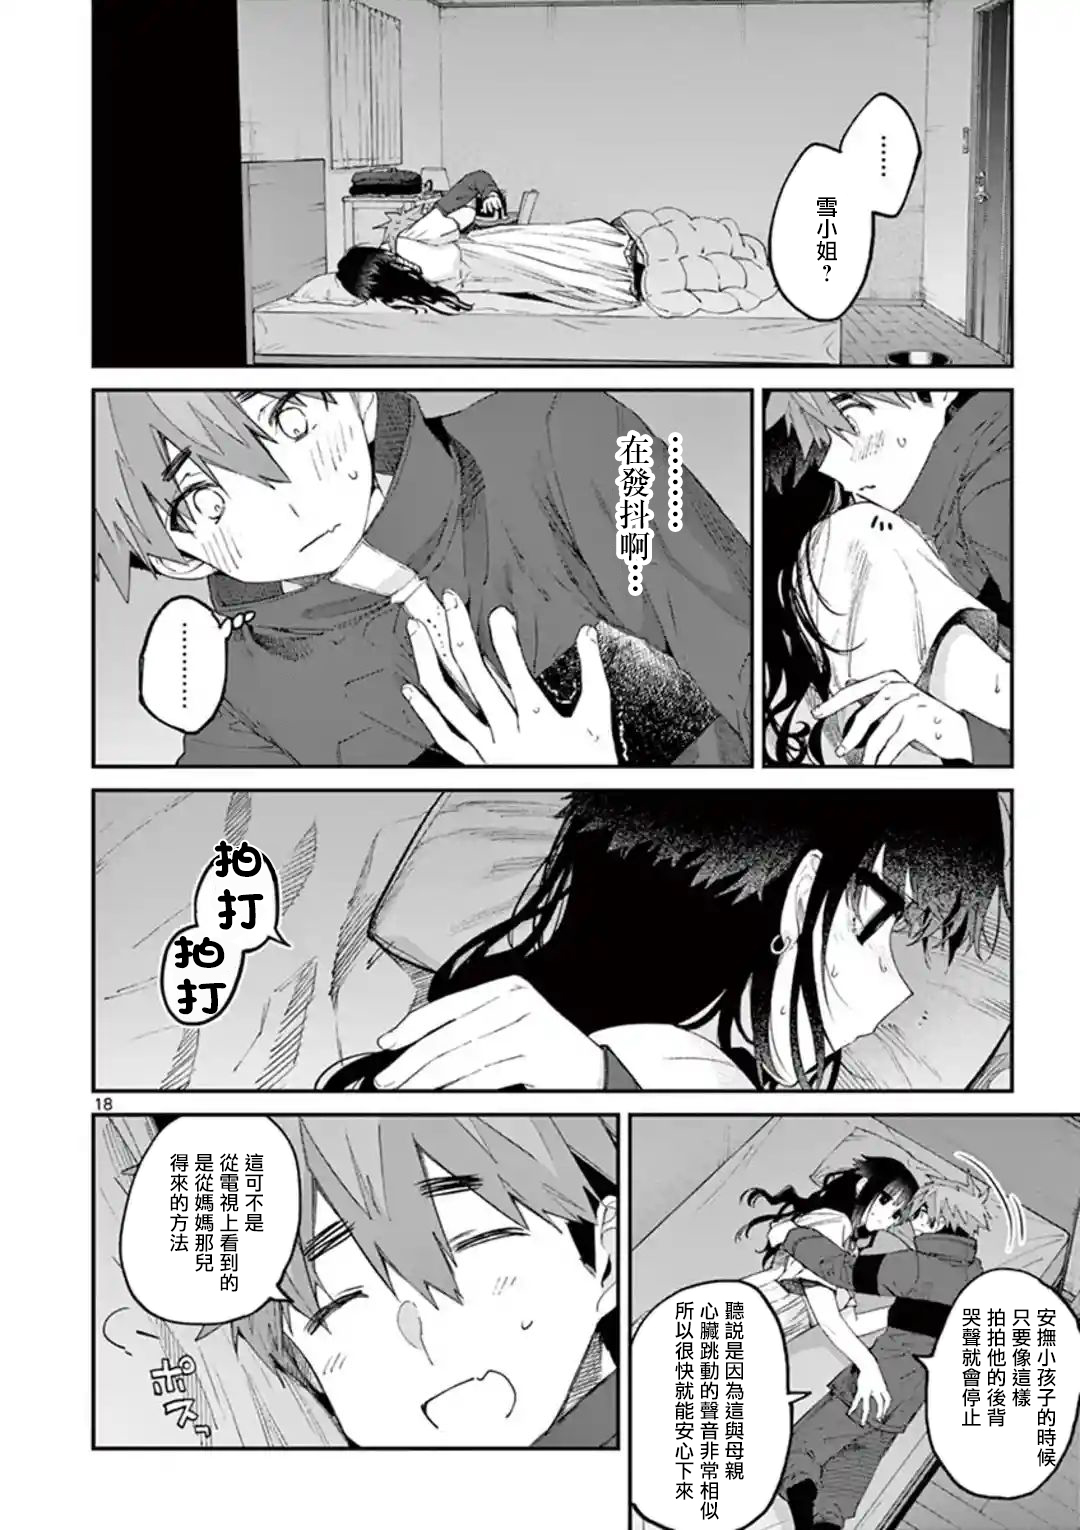 ………
雪小姐?
………
在發抖啊…
………
拍打
拍打
18
安撫小孩子的時候
只要像這樣
拍拍他的後背
哭聲就會停止
聽說是因為這與母親
心臟跳動的聲音非常相似
所以很快就能安心下來
這可不是
從電視上看到的
是從媽媽那兒
得來的方法
ポスっ